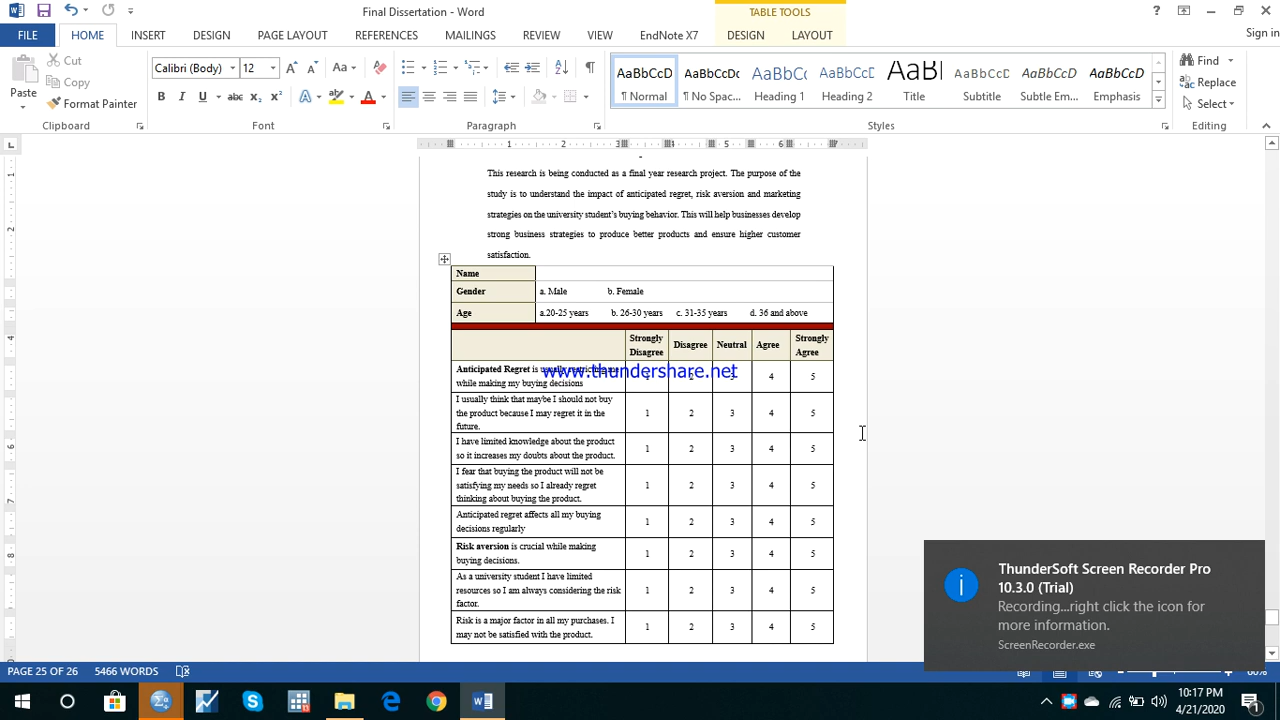 Final Dissertation - Word
TABLE TOOLS
Sign in
FILE HOME INSERT DESIGN PAGE LAYOUT REFERENCES MAILINGS REVIEW VIEW EndNote X7 DESIGN LAYOUT
Paste
Cut
Copy
Format Painter
Clipboard
Calibri (Body) 12
Font
Paragraph
AaBbCcD AaBbCcDc AaBbCc AaBbCcD AaBb AaBbCcD AaBbCcD AaBbCcD
¶ Normal ¶ No Spac... Heading 1 Heading 2 Title Subtitle Subtle Em... Emphasis
Styles
Find
Replace
Select
Editing
This research is being conducted as a final year research project. The purpose of the
study is to understand the impact of anticipated regret, risk aversion and marketing
strategies on the university student's buying behavior. This will help businesses develop
strong business strategies to produce better products and ensure higher customer
satisfaction.
Name
Gender a. Male b. Female
Age a.20-25 years b. 26-30 years c. 31-35 years d. 36 and above
Strongly Disagree Disagree Neutral Agree Strongly Agree
Anticipated Regret is usually restricting me
while making my buying decisions
4 5
www.thundershare.net
I usually think that maybe I should not buy
the product because I may regret it in the
future.
1 2 3 4 5
I have limited knowledge about the product
so it increases my doubts about the product.
1 2 3 4 5
I fear that buying the product will not be
satisfying my needs so I already regret
thinking about buying the product.
1 2 3 4 5
Anticipated regret affects all my buying
decisions regularly
1 2 3 4 5
Risk aversion is crucial while making
buying decisions.
1 2 3 4 5
As a university student I have limited
resources so I am always considering the risk
factor.
1 2 3 4 5
Risk is a major factor in all my purchases. I
may not be satisfied with the product.
1 2 3 4 5
ThunderSoft Screen Recorder Pro
10.3.0 (Trial)
Recording...right click the icon for
more information.
ScreenRecorder.exe
PAGE 25 OF 26 5466 WORDS
10:17 PM
4/21/2020